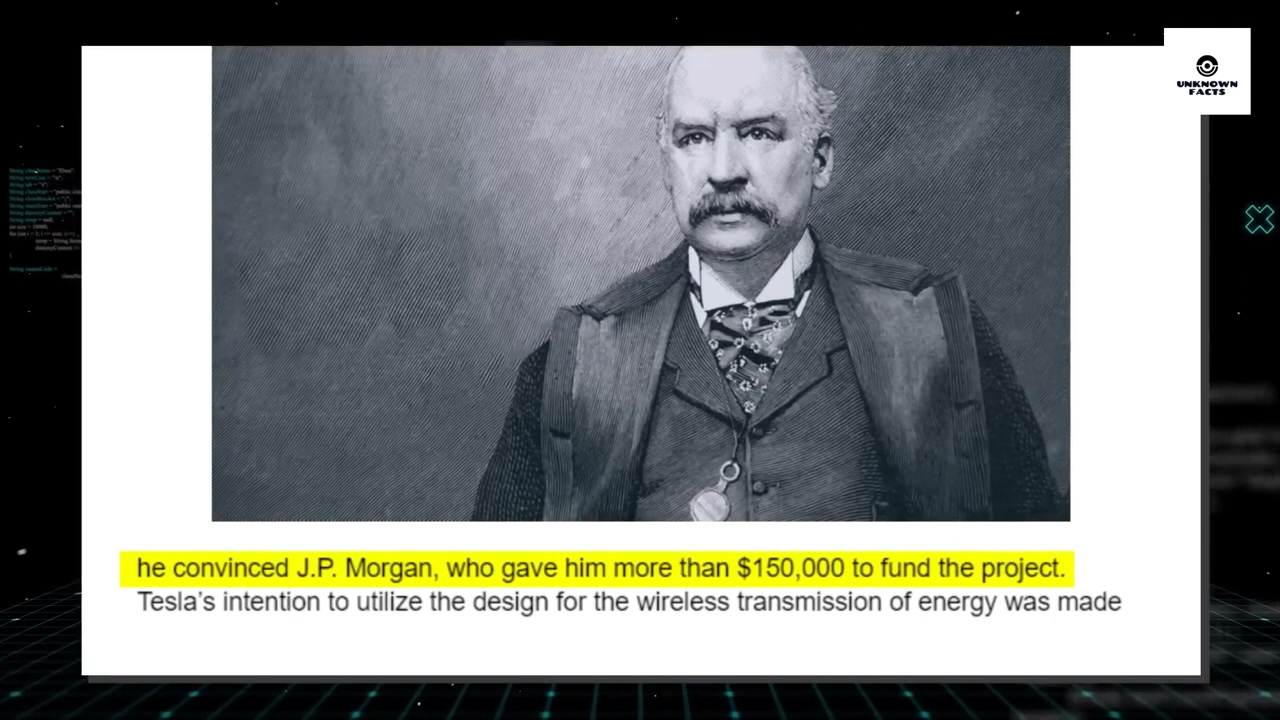 UNKNOWN
FACTS
he convinced J.P. Morgan, who gave him more than $150,000 to fund the project.
Tesla's intention to utilize the design for the wireless transmission of energy was made